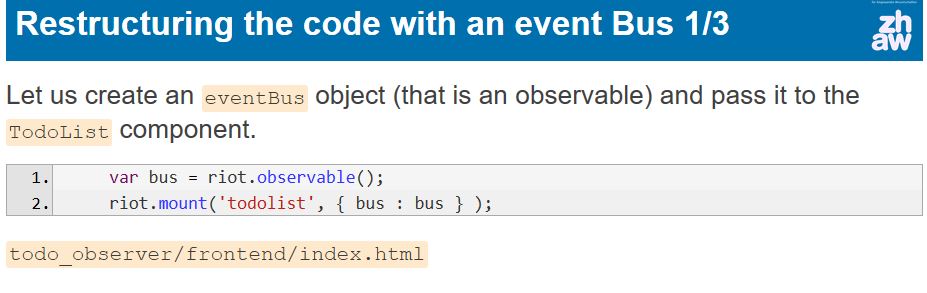 Restructuring the code with an event Bus 1/3
zh
aw
Let us create an eventBus object (that is an observable) and pass it to the
TodoList component.
1. var bus = riot.observable();
2. riot.mount('todolist', { bus : bus } );
todo_observer/frontend/index.html